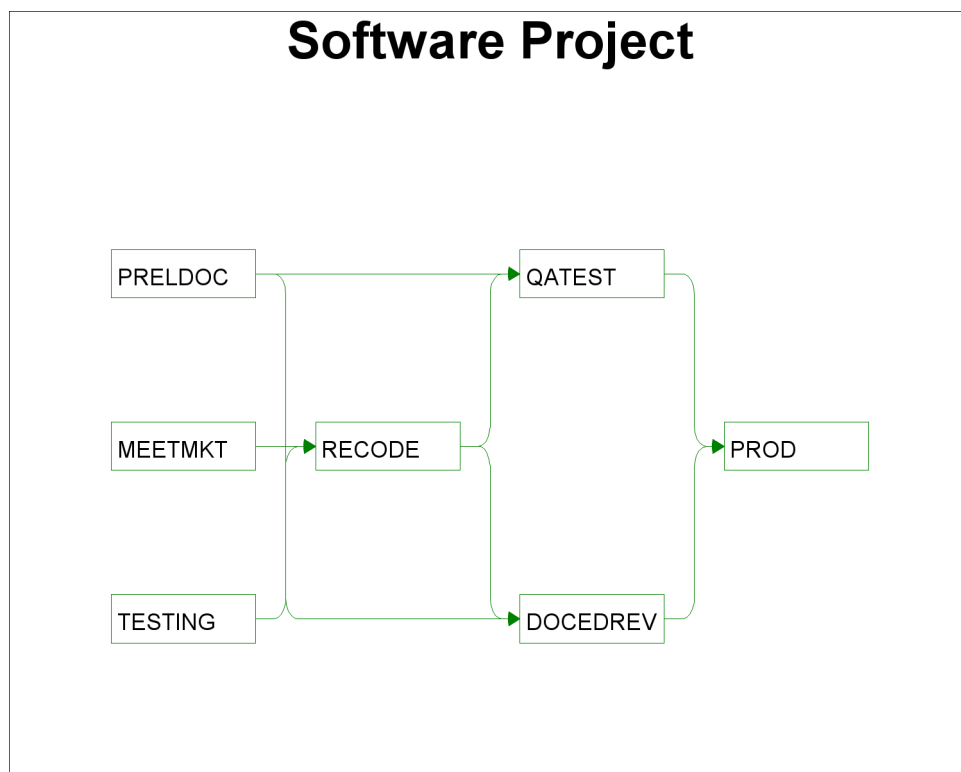 Software Project
PRELDOC
QATEST
MEETMKT
RECODE
PROD
TESTING
DOCEDREV